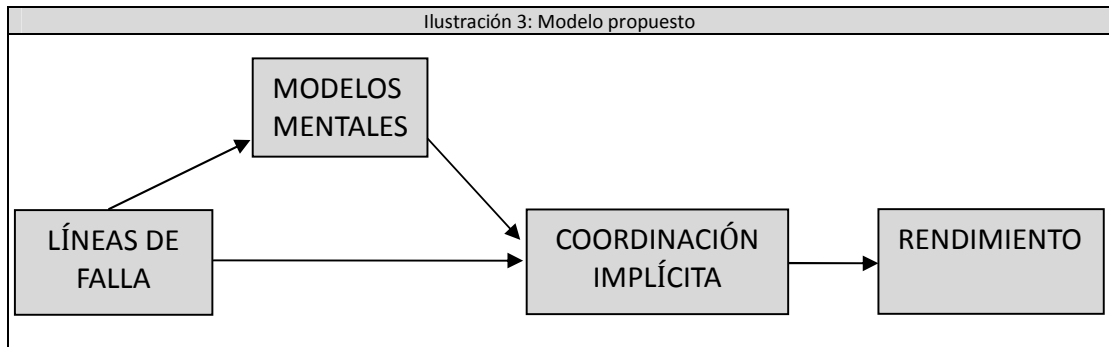 Ilustración 3: Modelo propuesto
MODELOS
MENTALES
LÍNEAS DE
FALLA
COORDINACIÓN
IMPLÍCITA
RENDIMIENTO